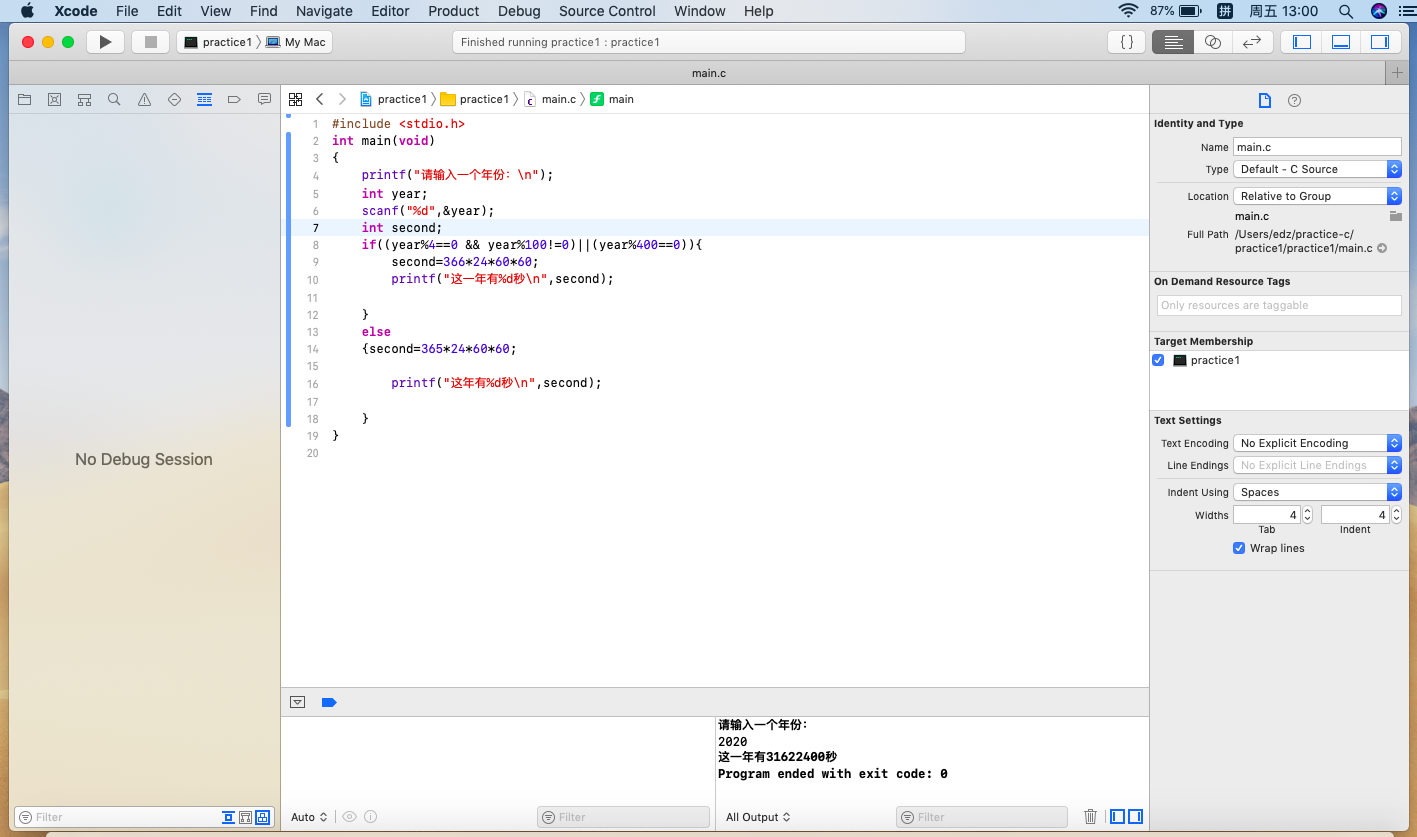 Xcode File Edit View Find Navigate Editor Product Debug Source Control Window Help 87% 拼 周五 13:00
practice1 My Mac Finished running practice1 : practice1 {}
main.c
practice1 practice1 main.c main
1 #include <stdio.h>
2 int main(void)
3 {
4 printf("请输入一个年份：\n");
5 int year;
6 scanf("%d",&year);
7 int second;
8 if((year%4==0 && year%100!=0)||(year%400==0)){
9 second=366*24*60*60;
10 printf("这一年有%d秒\n",second);
11
12 }
13 else
14 {second=365*24*60*60;
15
16 printf("这年有%d秒\n",second);
17
18 }
19 }
20
No Debug Session
Filter
请输入一个年份：
2020
这一年有31622400秒
Program ended with exit code: 0
Auto Filter All Output Filter
Identity and Type
Name main.c
Type Default - C Source
Location Relative to Group
main.c
Full Path /Users/edz/practice-c/
practice1/practice1/main.c
On Demand Resource Tags
Only resources are taggable
Target Membership
practice1
Text Settings
Text Encoding No Explicit Encoding
Line Endings No Explicit Line Endings
Indent Using Spaces
Widths 4 4
Tab Indent
Wrap lines